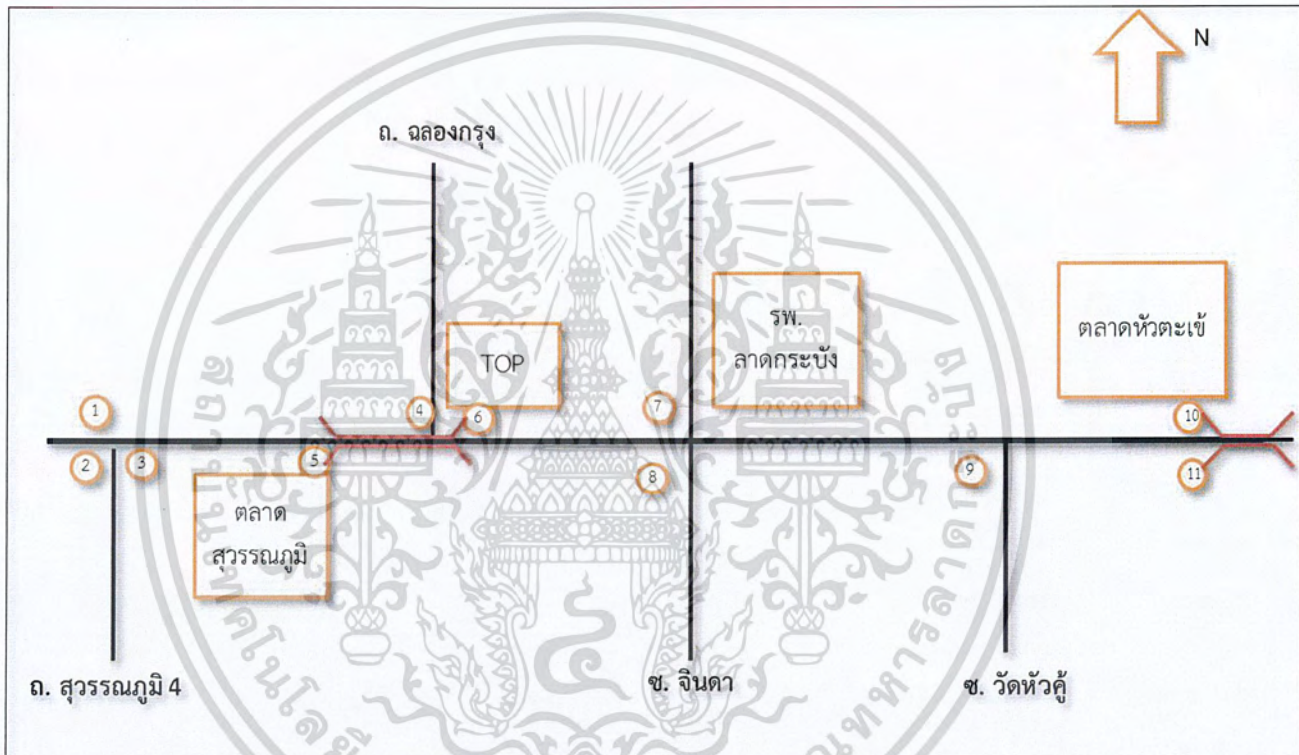 N
ถ. ฉลองกรุง
รพ.
ลาดกระบัง
ตลาดหัวตะเข้
TOP
1
4
6
7
10
2
3
5
8
9
11
ตลาด
สุวรรณภูมิ
ถ. สุวรรณภูมิ 4
ซ. จินดา
ซ. วัดหัวคู้